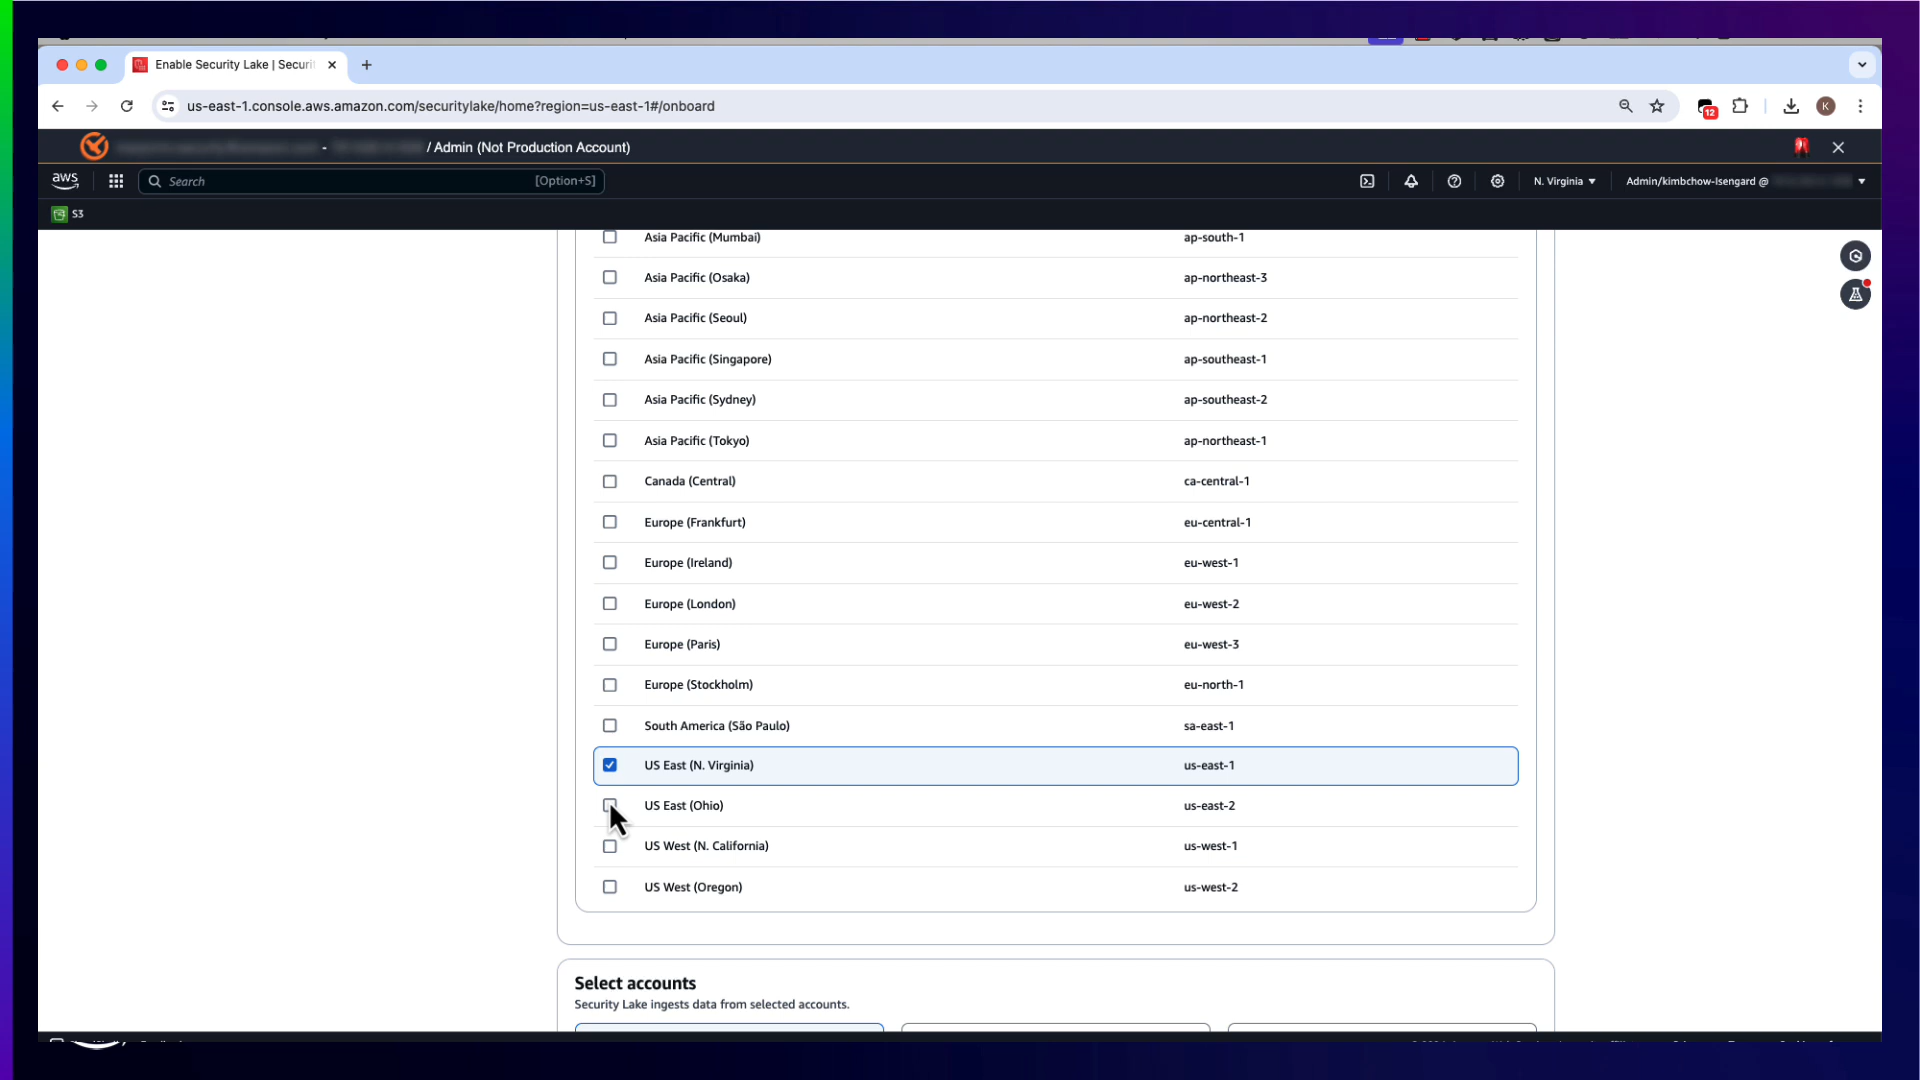 Enable Security Lake | Securi
us-east-1.console.aws.amazon.com/securitylake/home?region=us-east-1#/onboard
12
K
- / Admin (Not Production Account)
aws Search [Option+S] N. Virginia Admin/kimbchow-Isengard @
S3
Asia Pacific (Mumbai) ap-south-1
Asia Pacific (Osaka) ap-northeast-3
Asia Pacific (Seoul) ap-northeast-2
Asia Pacific (Singapore) ap-southeast-1
Asia Pacific (Sydney) ap-southeast-2
Asia Pacific (Tokyo) ap-northeast-1
Canada (Central) ca-central-1
Europe (Frankfurt) eu-central-1
Europe (Ireland) eu-west-1
Europe (London) eu-west-2
Europe (Paris) eu-west-3
Europe (Stockholm) eu-north-1
South America (São Paulo) sa-east-1
US East (N. Virginia) us-east-1
US East (Ohio) us-east-2
US West (N. California) us-west-1
US West (Oregon) us-west-2
Select accounts
Security Lake ingests data from selected accounts.